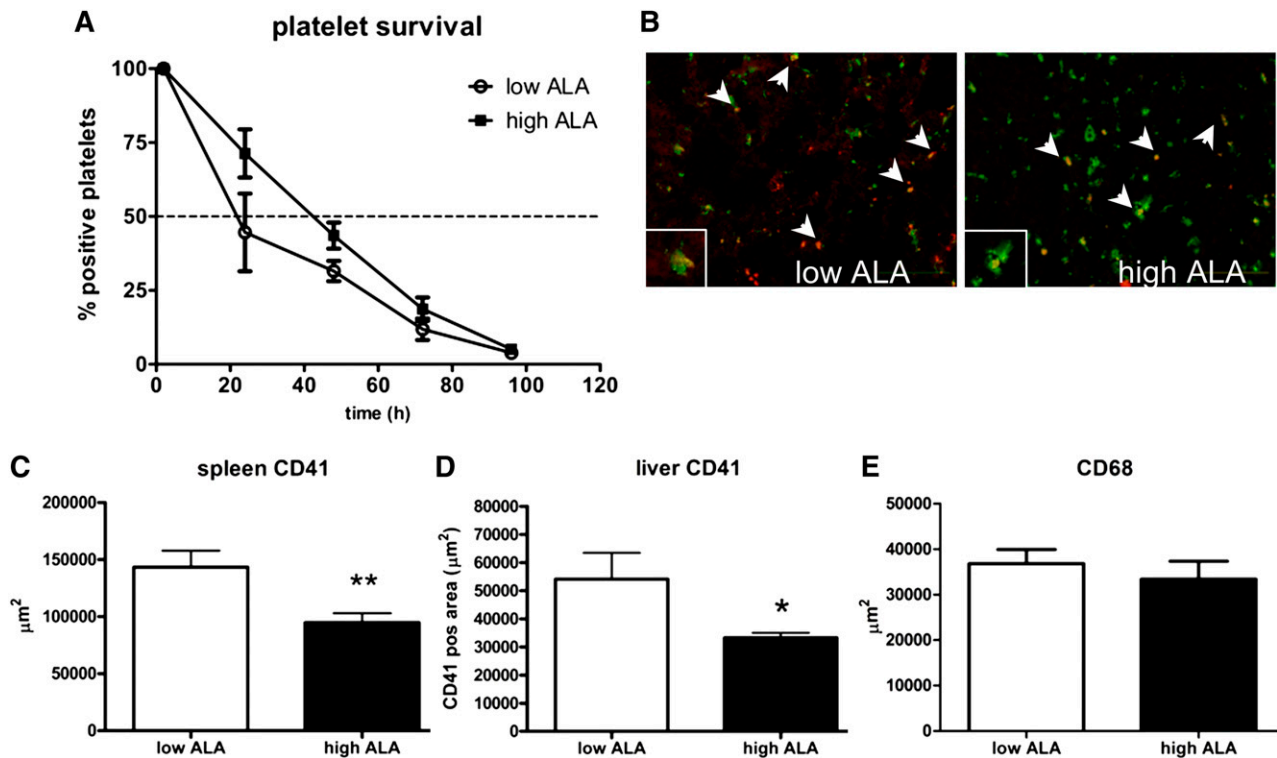 A
platelet survival
% positive platelets
100
75
50
25
0
0 20 40 60 80 100 120
time (h)
low ALA
high ALA
B
low ALA
high ALA
C
spleen CD41
μm²
200000
150000
100000
50000
0
**
low ALA high ALA
D
liver CD41
CD41 pos area (μm²)
80000
70000
60000
50000
40000
30000
20000
10000
0
*
low ALA high ALA
E
CD68
μm²
50000
40000
30000
20000
10000
0
low ALA high ALA